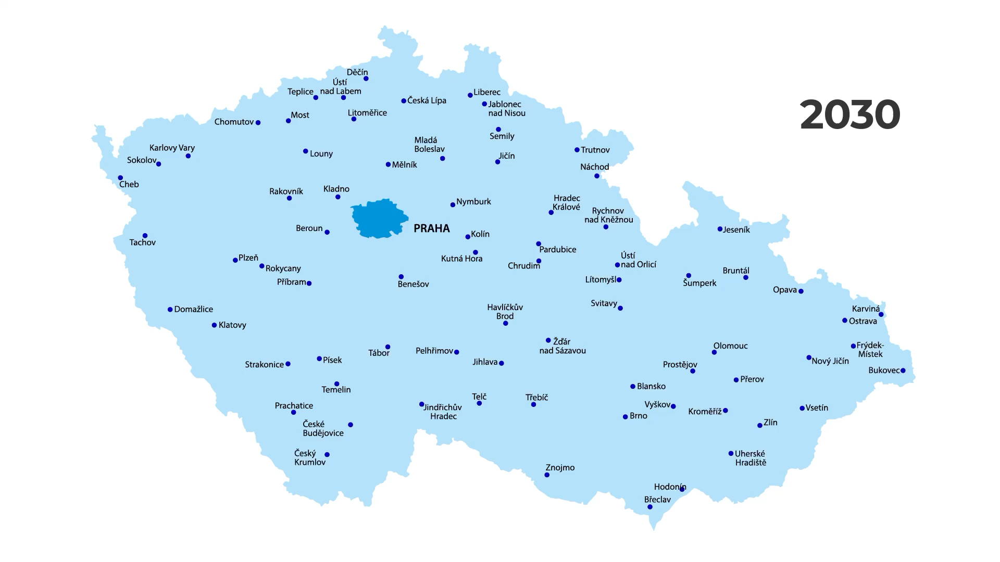 Děčín
Ústí
nad Labem
Teplice
Česká Lípa
Liberec
Jablonec
nad Nisou
2030
Chomutov
Most
Litoměřice
Semily
Karlovy Vary
Sokolov
Louny
Mladá
Boleslav
Mělník
Jičín
Trutnov
Náchod
Cheb
Rakovník
Kladno
Nymburk
Hradec
Králové
Rychnov
nad Kněžnou
Beroun
PRAHA
Kolín
Jeseník
Tachov
Pardubice
Plzeň
Rokycany
Kutná Hora
Chrudim
Ústí
nad Orlicí
Příbram
Benešov
Lítomyšl
Šumperk
Bruntál
Opava
Domažlice
Klatovy
Havlíčkův
Brod
Svitavy
Karviná
Ostrava
Tábor
Pelhřimov
Žďár
nad Sázavou
Olomouc
Frýdek-
Místek
Strakonice
Písek
Jihlava
Prostějov
Nový Jičín
Bukovec
Temelin
Blansko
Přerov
Prachatice
Jindřichův
Hradec
Telč
Třebíč
Vyškov
Kroměříž
Vsetín
České
Budějovice
Brno
Zlín
Český
Krumlov
Uherské
Hradiště
Znojmo
Hodonín
Břeclav